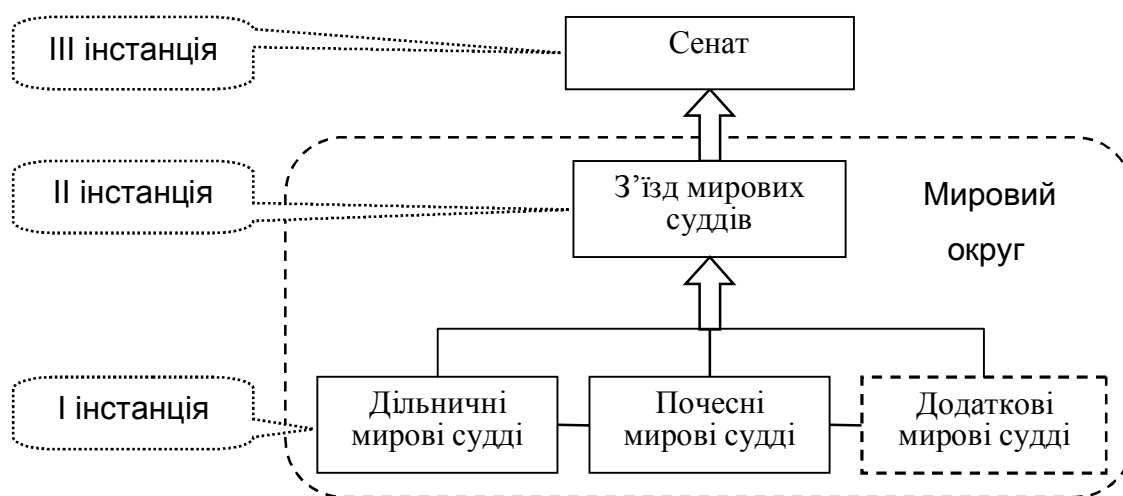 III інстанція
Сенат
II інстанція
З’їзд мирових
суддів
Мировий
округ
I інстанція
Дільничні
мирові судді
Почесні
мирові судді
Додаткові
мирові судді